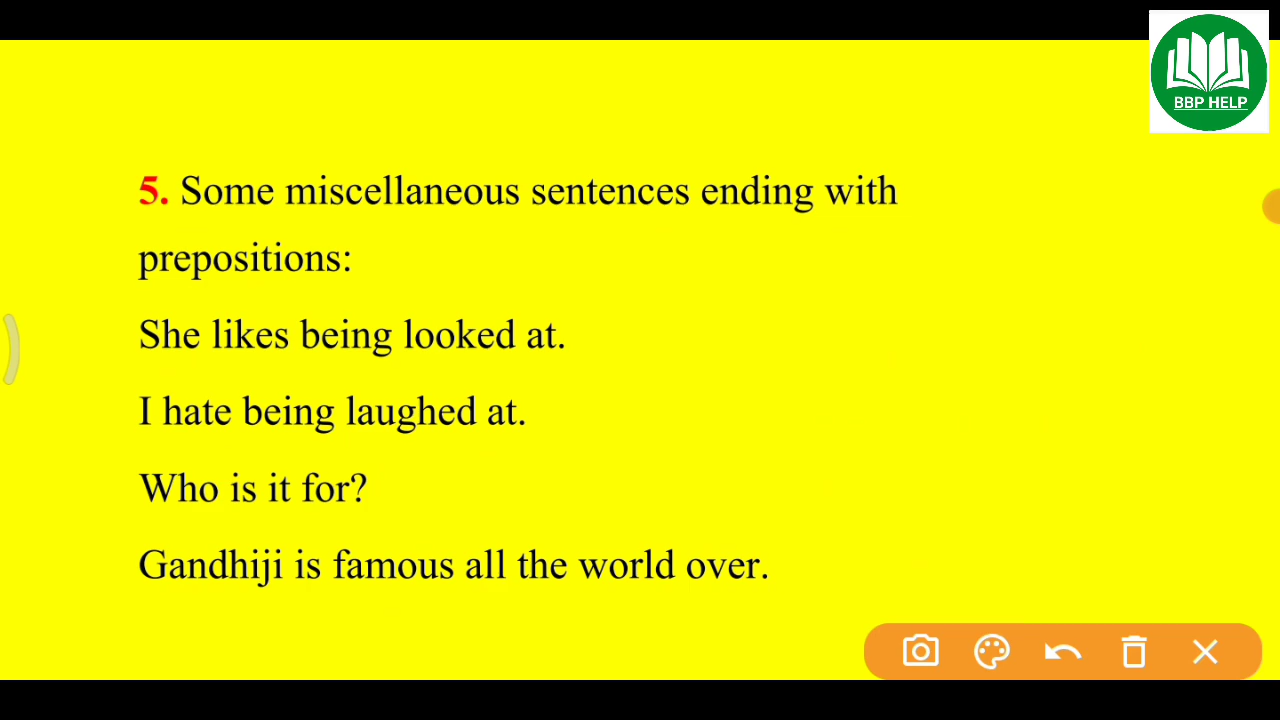 BBP HELP
5. Some miscellaneous sentences ending with
prepositions:
She likes being looked at.
I hate being laughed at.
Who is it for?
Gandhiji is famous all the world over.